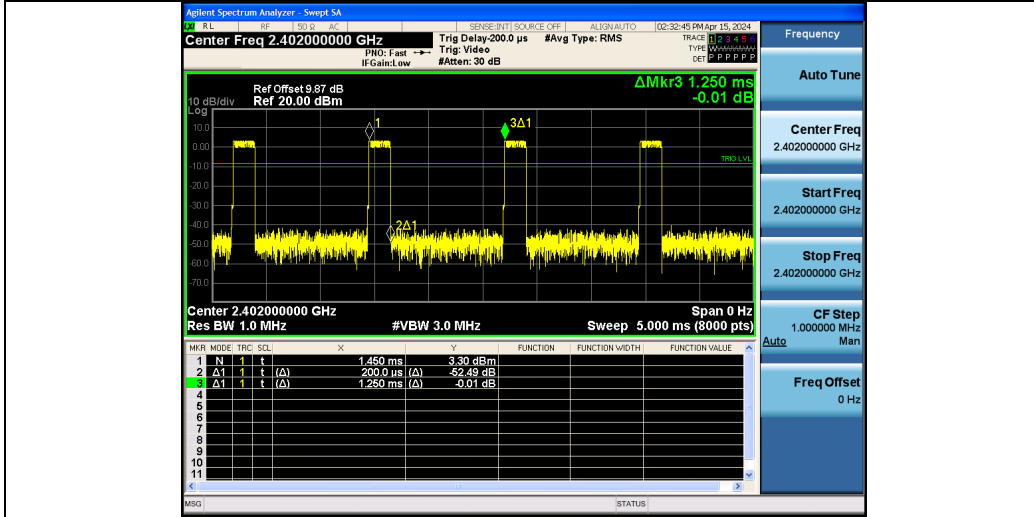 Agilent Spectrum Analyzer - Swept SA
RL RF 50 Ω AC SENSE:INT SOURCE OFF ALIGN AUTO 02:32:45 PM Apr 15, 2024
Center Freq 2.402000000 GHz
PNO: Fast
IFGain:Low
Trig Delay-200.0 µs #Avg Type: RMS
Trig: Video
#Atten: 30 dB
TRACE 1 2 3 4 5 6
TYPE
DET P P P P P P
Frequency
ΔMkr3 1.250 ms
-0.01 dB
Ref Offset 9.87 dB
10 dB/div Ref 20.00 dBm
Log
10.0
0.00
-10.0
-20.0
-30.0
-40.0
-50.0
-60.0
-70.0
1
3Δ1
2Δ1
TRIG LVL
Center 2.402000000 GHz Span 0 Hz
Res BW 1.0 MHz #VBW 3.0 MHz Sweep 5.000 ms (8000 pts)
MKR MODE TRC SCL X Y FUNCTION FUNCTION WIDTH FUNCTION VALUE
1 N 1 t 1.450 ms 3.30 dBm
2 Δ1 1 t (Δ) 200.0 µs (Δ) -52.49 dB
3 Δ1 1 t (Δ) 1.250 ms (Δ) -0.01 dB
4
5
6
7
8
9
10
11
MSG STATUS
Auto Tune
Center Freq
2.402000000 GHz
Start Freq
2.402000000 GHz
Stop Freq
2.402000000 GHz
CF Step
1.000000 MHz
Auto Man
Freq Offset
0 Hz